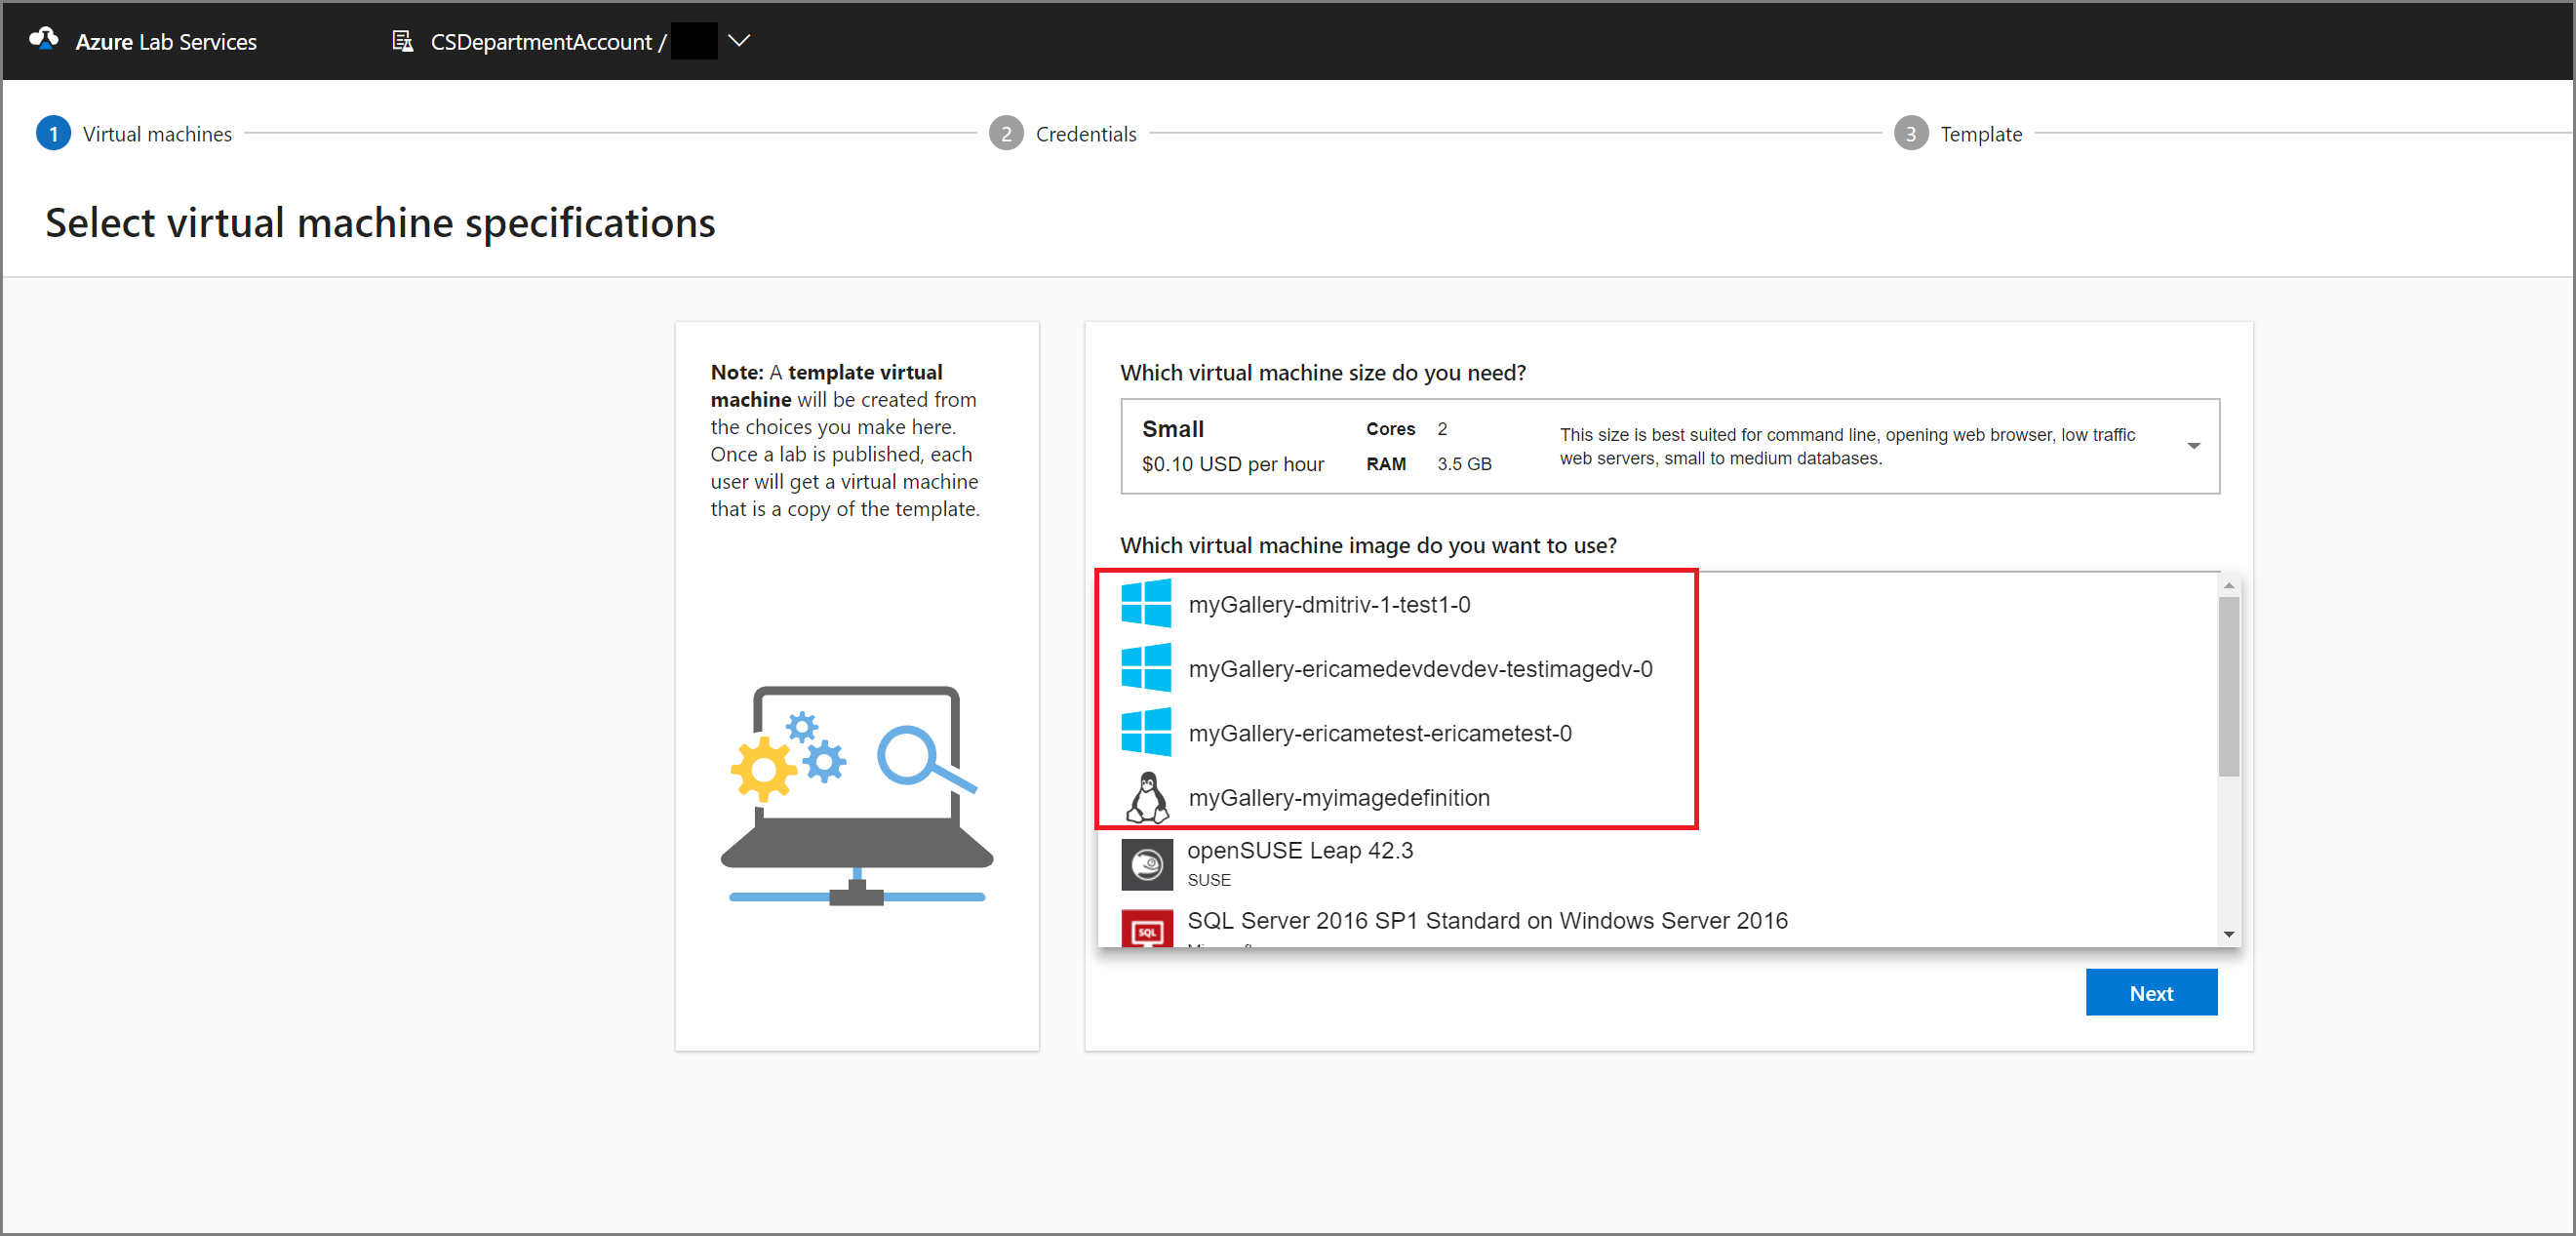 Azure Lab Services
CSDepartmentAccount /
1 Virtual machines
2 Credentials
3 Template
Select virtual machine specifications
Note: A template virtual
machine will be created from
the choices you make here.
Once a lab is published, each
user will get a virtual machine
that is a copy of the template.
Which virtual machine size do you need?
Small
$0.10 USD per hour
Cores 2
RAM 3.5 GB
This size is best suited for command line, opening web browser, low traffic
web servers, small to medium databases.
Which virtual machine image do you want to use?
myGallery-dmitriv-1-test1-0
myGallery-ericamedevdevdev-testimagedv-0
myGallery-ericametest-ericametest-0
myGallery-myimagedefinition
openSUSE Leap 42.3
SUSE
SQL
SQL Server 2016 SP1 Standard on Windows Server 2016
Next